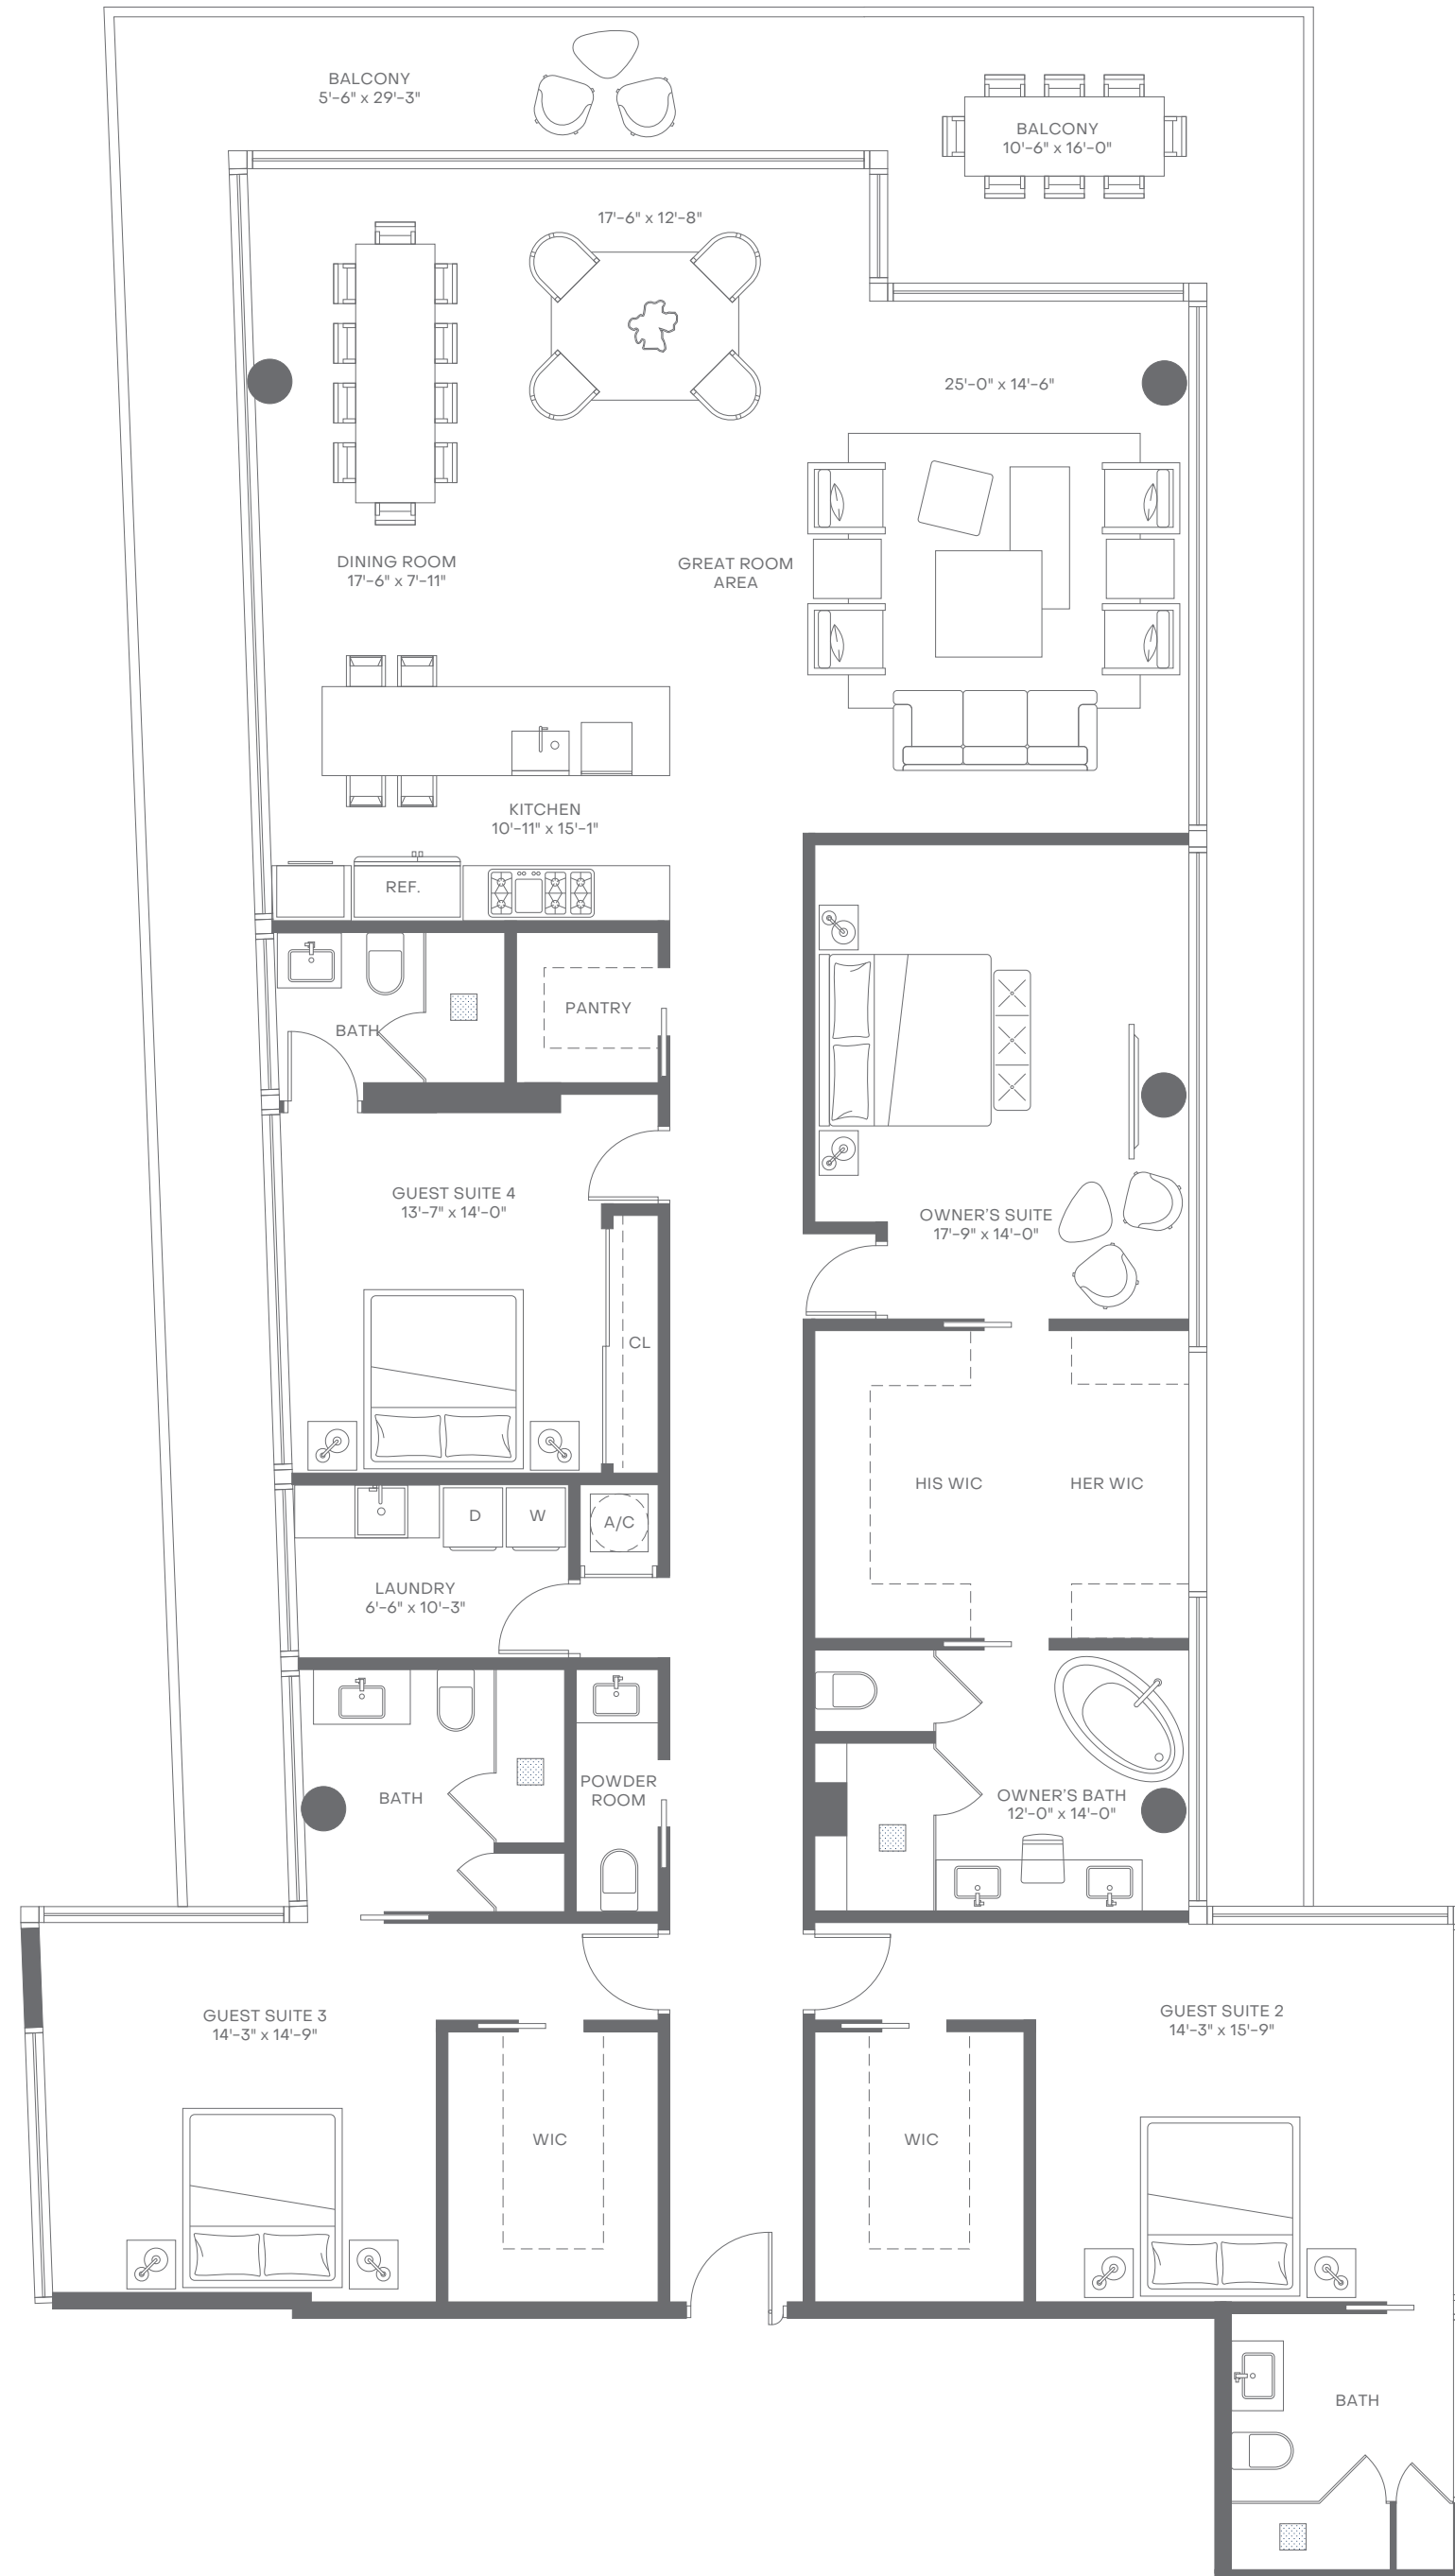 BALCONY
5'-6" x 29'-3"
BALCONY
10'-6" x 16'-0"
17'-6" x 12'-8"
25'-0" x 14'-6"
DINING ROOM
17'-6" x 7'-11"
GREAT ROOM
AREA
KITCHEN
10'-11" x 15'-1"
REF.
BATH
PANTRY
GUEST SUITE 4
13'-7" x 14'-0"
OWNER'S SUITE
17'-9" x 14'-0"
CL
HIS WIC
HER WIC
D
W
A/C
LAUNDRY
6'-6" x 10'-3"
BATH
POWDER
ROOM
OWNER'S BATH
12'-0" x 14'-0"
GUEST SUITE 3
14'-3" x 14'-9"
GUEST SUITE 2
14'-3" x 15'-9"
WIC
WIC
BATH